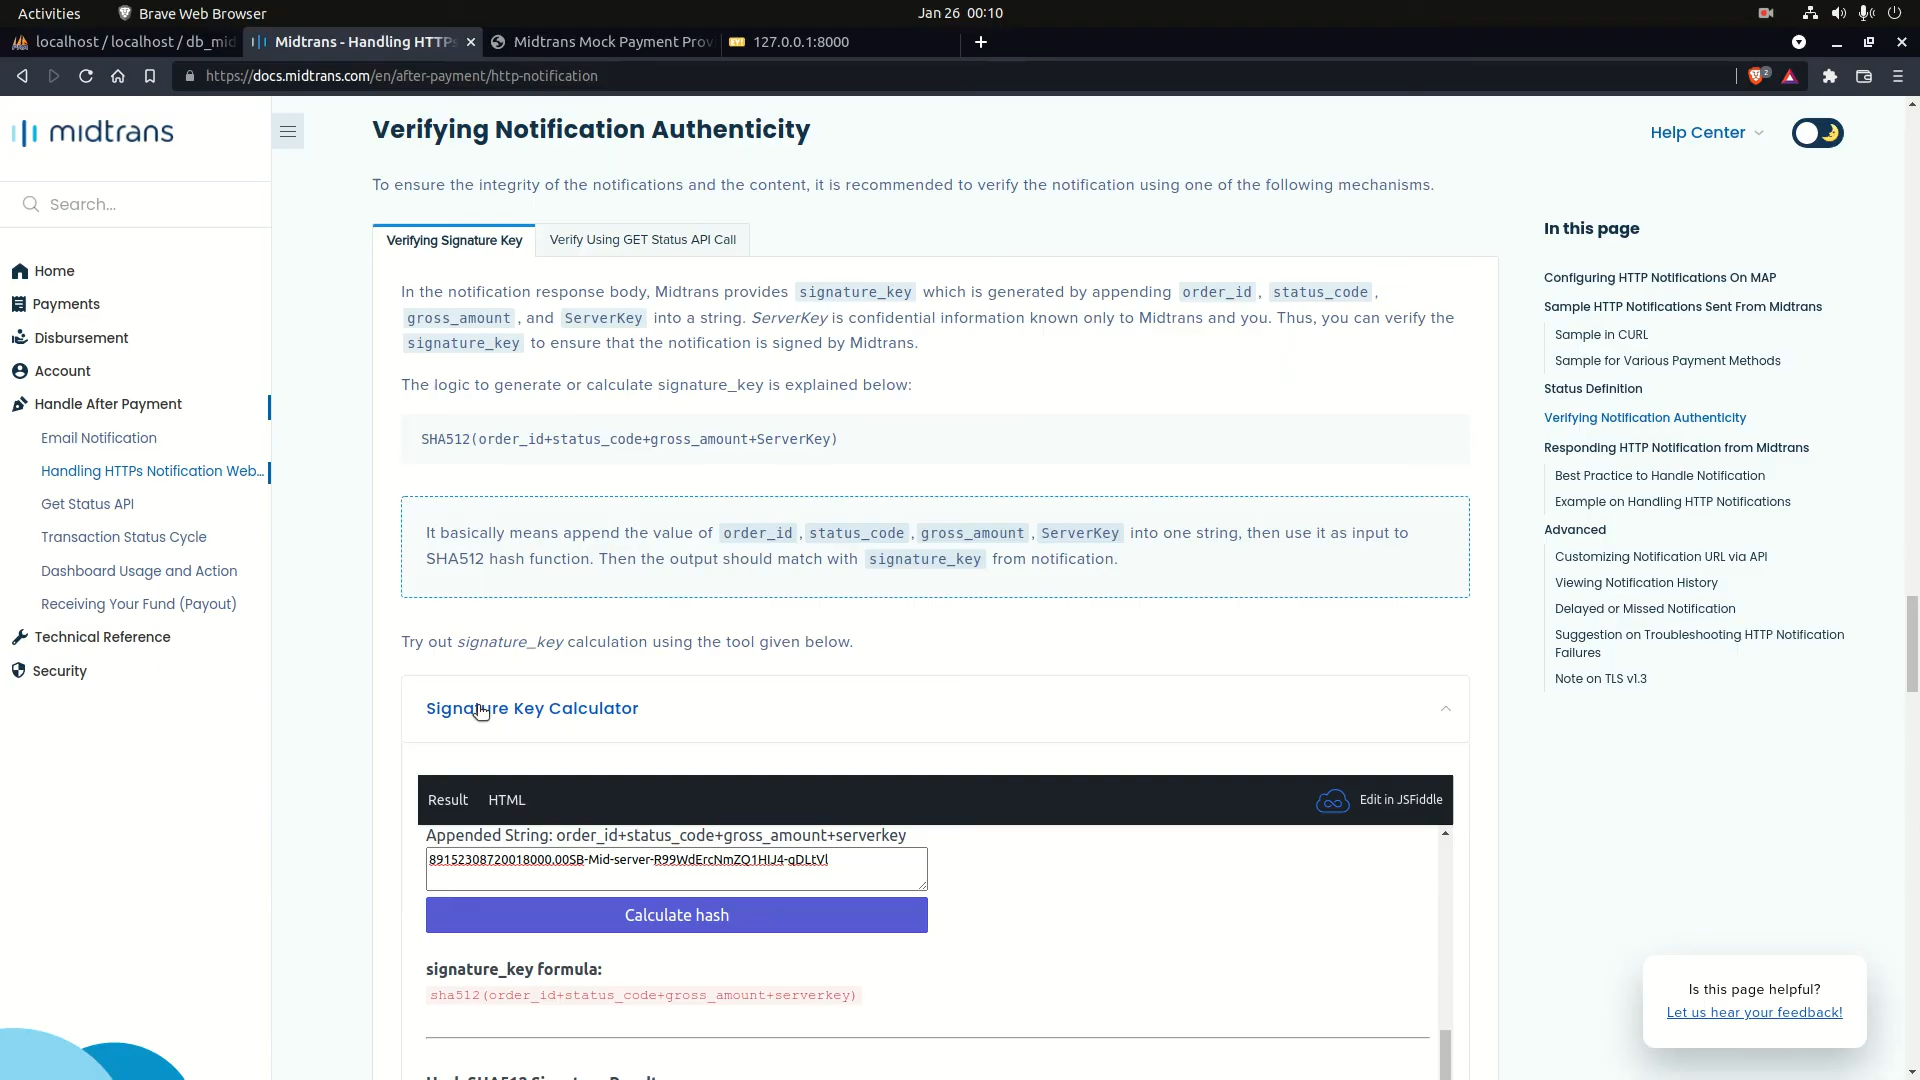 Activities
Brave Web Browser
Jan 26 00:10
localhost / localhost / db_mid
Midtrans - Handling HTTPs
Midtrans Mock Payment Prov
127.0.0.1:8000
https://docs.midtrans.com/en/after-payment/http-notification
2
midtrans
Search...
Home
Payments
Disbursement
Account
Handle After Payment
Email Notification
Handling HTTPs Notification Web...
Get Status API
Transaction Status Cycle
Dashboard Usage and Action
Receiving Your Fund (Payout)
Technical Reference
Security
Verifying Notification Authenticity
Help Center
To ensure the integrity of the notifications and the content, it is recommended to verify the notification using one of the following mechanisms.
Verifying Signature Key
Verify Using GET Status API Call
In the notification response body, Midtrans provides signature_key which is generated by appending order_id, status_code,
gross_amount, and ServerKey into a string. ServerKey is confidential information known only to Midtrans and you. Thus, you can verify the
signature_key to ensure that the notification is signed by Midtrans.
The logic to generate or calculate signature_key is explained below:
SHA512(order_id+status_code+gross_amount+ServerKey)
It basically means append the value of order_id, status_code, gross_amount, ServerKey into one string, then use it as input to
SHA512 hash function. Then the output should match with signature_key from notification.
Try out signature_key calculation using the tool given below.
Signature Key Calculator
Result
HTML
Edit in JSFiddle
Appended String: order_id+status_code+gross_amount+serverkey
89152308720018000.00SB-Mid-server-R99WdErcNmZQ1HIJ4-qDLtVl
Calculate hash
signature_key formula:
sha512(order_id+status_code+gross_amount+serverkey)
In this page
Configuring HTTP Notifications On MAP
Sample HTTP Notifications Sent From Midtrans
Sample in CURL
Sample for Various Payment Methods
Status Definition
Verifying Notification Authenticity
Responding HTTP Notification from Midtrans
Best Practice to Handle Notification
Example on Handling HTTP Notifications
Advanced
Customizing Notification URL via API
Viewing Notification History
Delayed or Missed Notification
Suggestion on Troubleshooting HTTP Notification
Failures
Note on TLS v1.3
Is this page helpful?
Let us hear your feedback!